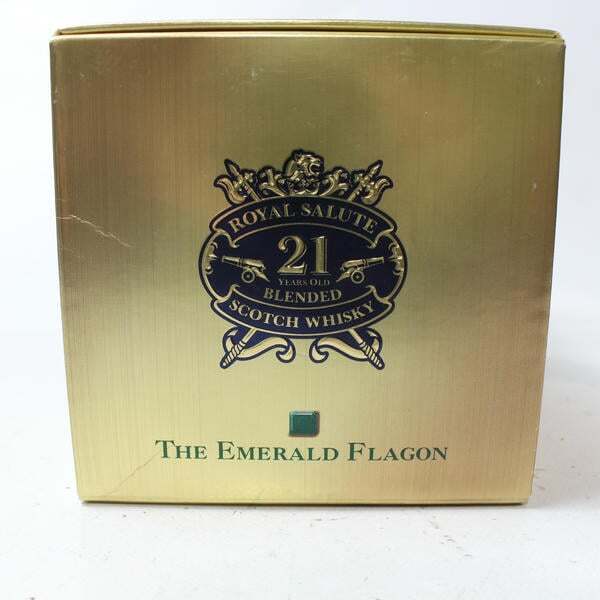 ROYAL SALUTE
21
YEARS OLD
BLENDED
SCOTCH WHISKY
THE EMERALD FLAGON